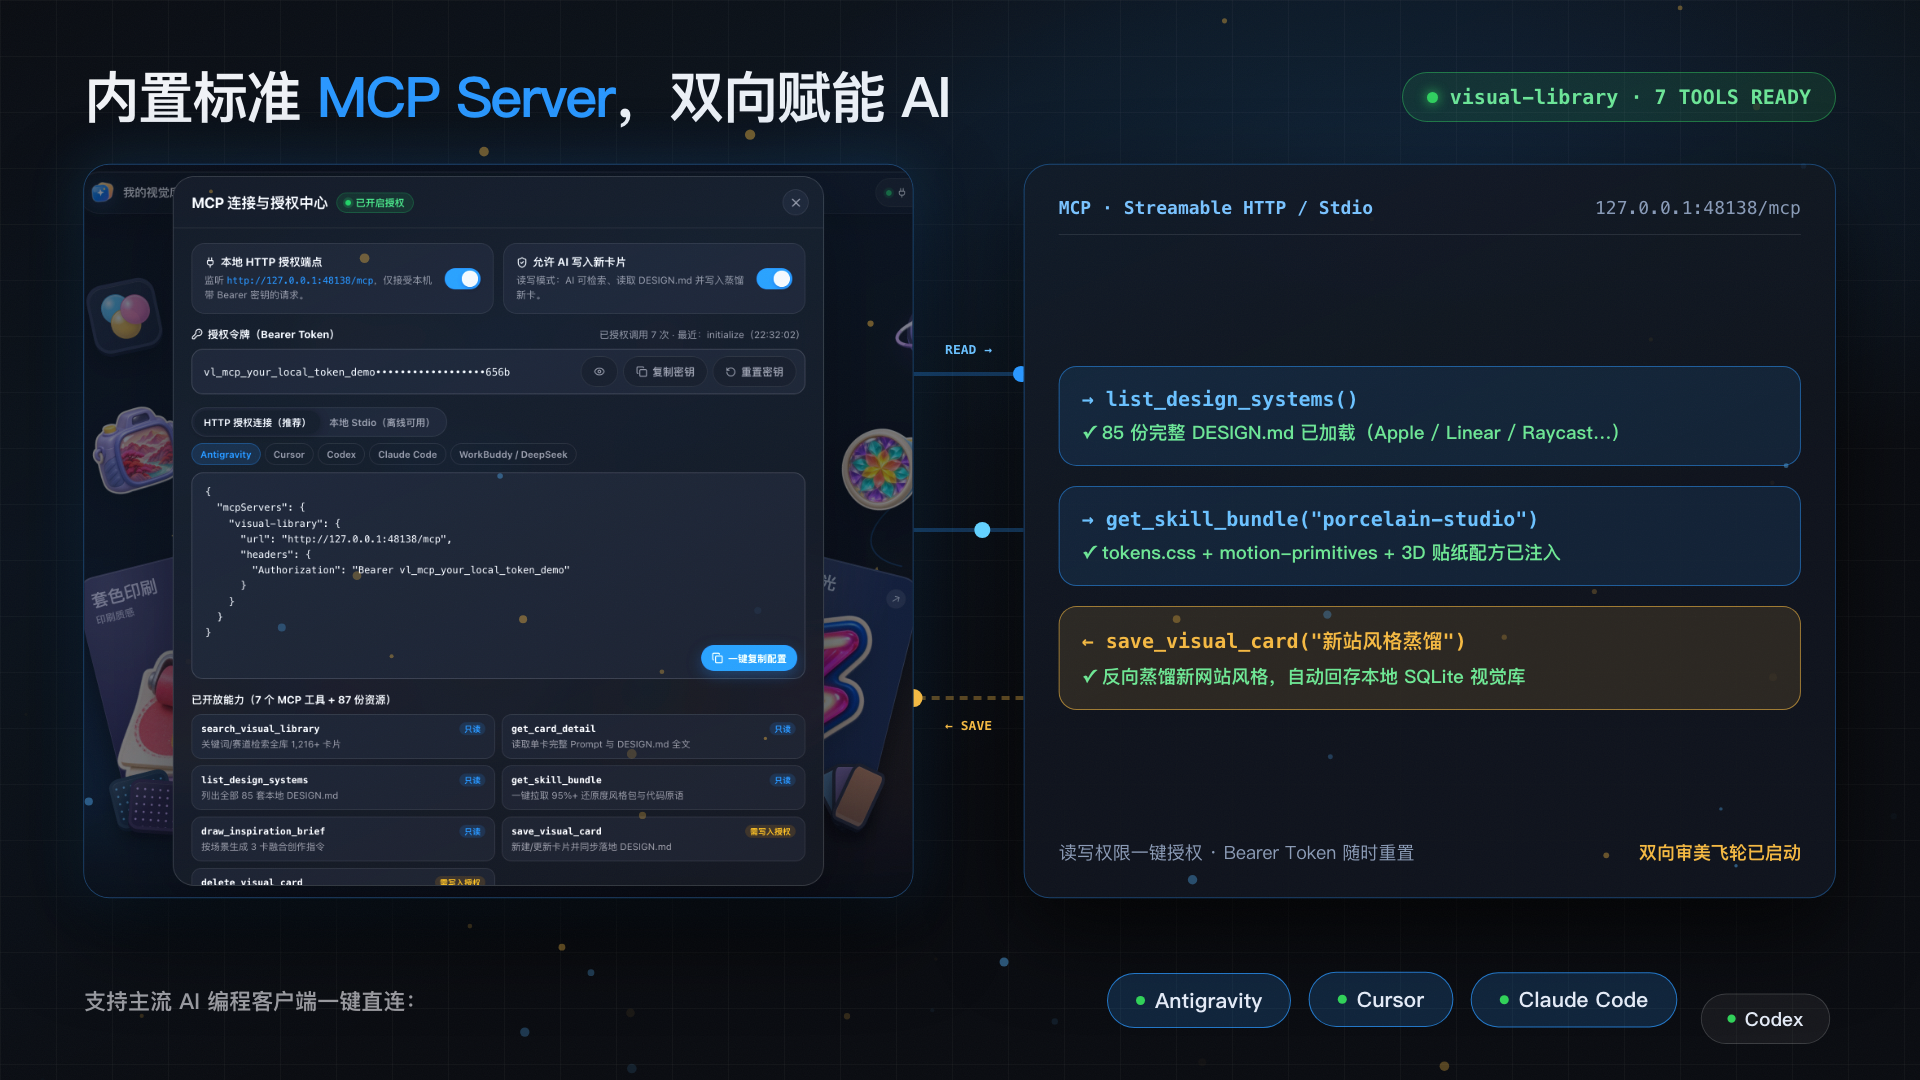 内置标准 MCP Server，双向赋能 AI
visual-library · 7 TOOLS READY
我的视觉
MCP 连接与授权中心
已开启授权
本地 HTTP 授权端点
监听 http://127.0.0.1:48138/mcp，仅接受本机
带 Bearer 密钥的请求。
允许 AI 写入新卡片
读写模式：AI 可检索、读取 DESIGN.md 并写入蒸馏
新卡。
授权令牌（Bearer Token）
已授权调用 7 次 · 最近：initialize（22:32:02）
vl_mcp_your_local_token_demo••••••••••••••••••656b
复制密钥
重置密钥
HTTP 授权连接（推荐）
本地 Stdio（离线可用）
Antigravity
Cursor
Codex
Claude Code
WorkBuddy / DeepSeek
{
"mcpServers": {
"visual-library": {
"url": "http://127.0.0.1:48138/mcp",
"headers": {
"Authorization": "Bearer vl_mcp_your_local_token_demo"
}
}
}
}
一键复制配置
已开放能力（7 个 MCP 工具 + 87 份资源）
search_visual_library
只读
关键词/赛道检索全库 1,216+ 卡片
get_card_detail
只读
读取单卡完整 Prompt 与 DESIGN.md 全文
list_design_systems
只读
列出全部 85 套本地 DESIGN.md
get_skill_bundle
只读
一键拉取 95%+ 还原度风格包与代码原语
draw_inspiration_brief
只读
按场景生成 3 卡融合创作指令
save_visual_card
需写入授权
新建/更新卡片并同步落地 DESIGN.md
delete_visual_card
需写入授权
套色印刷
印刷质感
光
READ →
← SAVE
MCP · Streamable HTTP / Stdio
127.0.0.1:48138/mcp
→ list_design_systems()
✓ 85 份完整 DESIGN.md 已加载（Apple / Linear / Raycast...）
→ get_skill_bundle("porcelain-studio")
✓ tokens.css + motion-primitives + 3D 贴纸配方已注入
← save_visual_card("新站风格蒸馏")
✓ 反向蒸馏新网站风格，自动回存本地 SQLite 视觉库
读写权限一键授权 · Bearer Token 随时重置
双向审美飞轮已启动
支持主流 AI 编程客户端一键直连：
Antigravity
Cursor
Claude Code
Codex